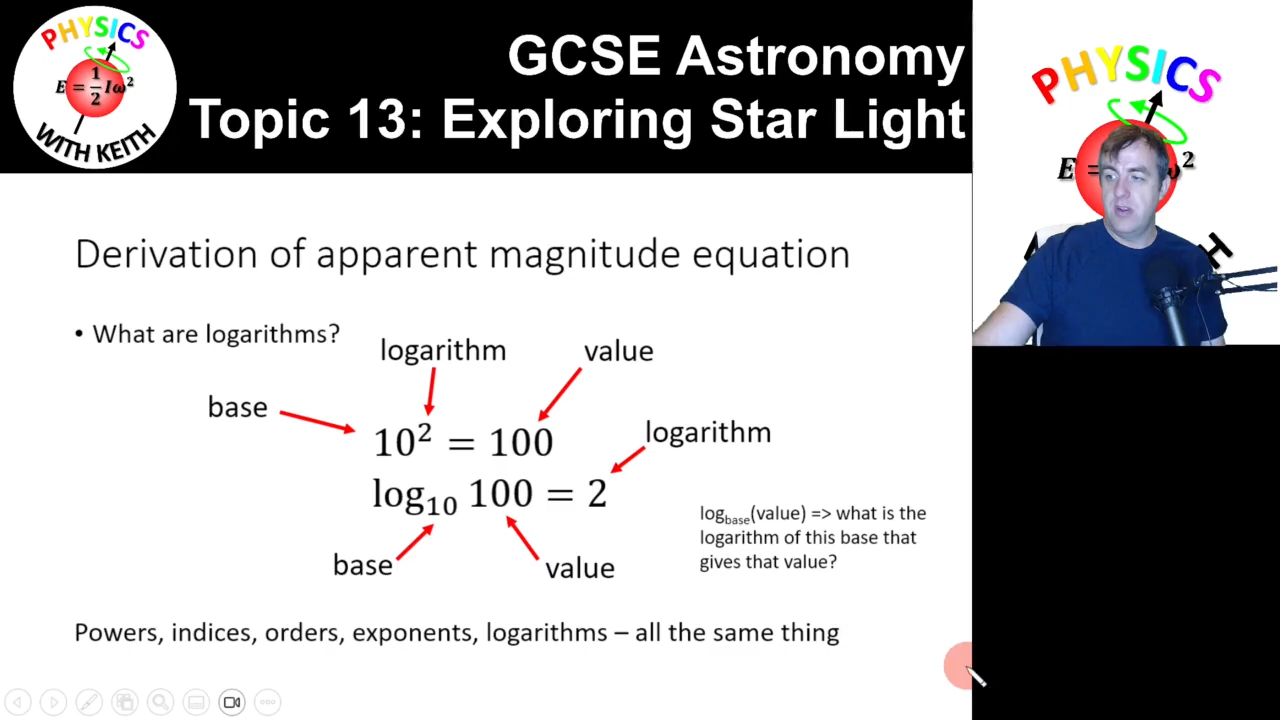 PHYSICS
E = 1/2 Iω²
WITH KEITH
GCSE Astronomy
Topic 13: Exploring Star Light
PHYSICS
E =
ω²
H
Derivation of apparent magnitude equation
• What are logarithms?
logarithm
value
base
10² = 100
logarithm
log₁₀ 100 = 2
base
value
log_base(value) => what is the
logarithm of this base that
gives that value?
Powers, indices, orders, exponents, logarithms – all the same thing